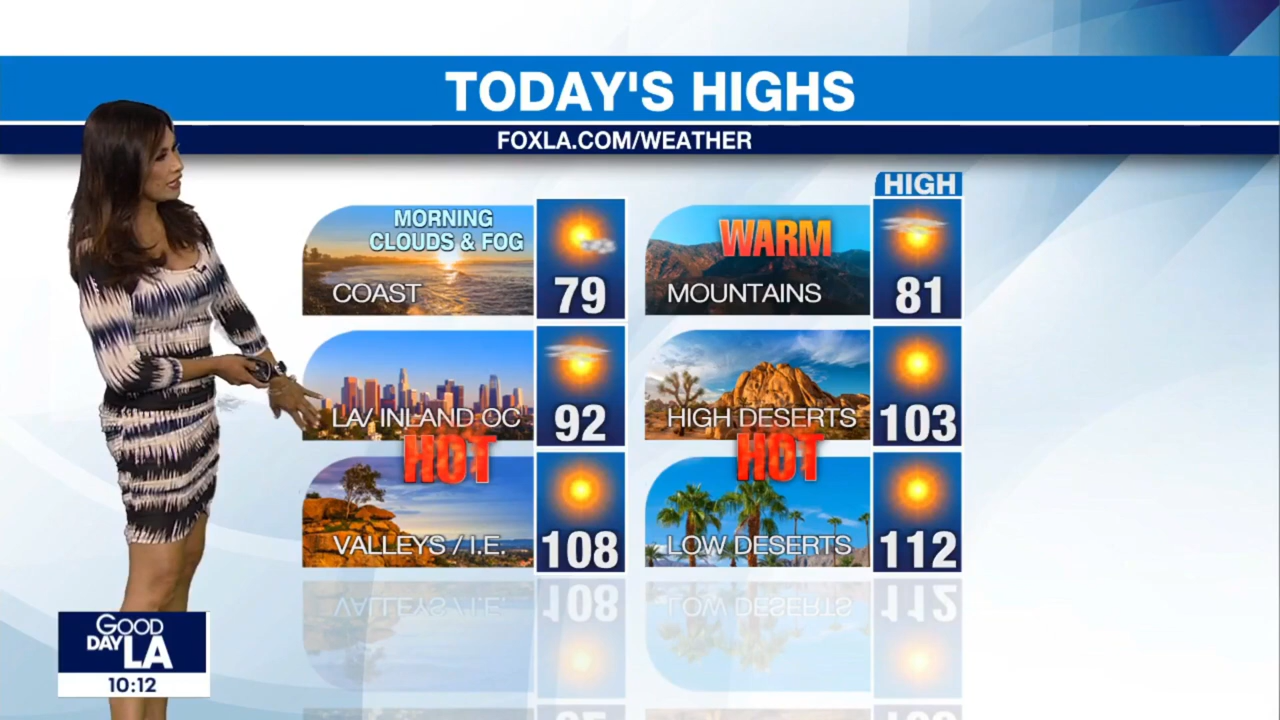 TODAY'S HIGHS
FOXLA.COM/WEATHER
HIGH
MORNING
CLOUDS & FOG
COAST
79
WARM
MOUNTAINS
81
LA/ INLAND OC
92
HIGH DESERTS
103
HOT
VALLEYS / I.E.
108
HOT
LOW DESERTS
112
GOOD
DAY LA
10:12